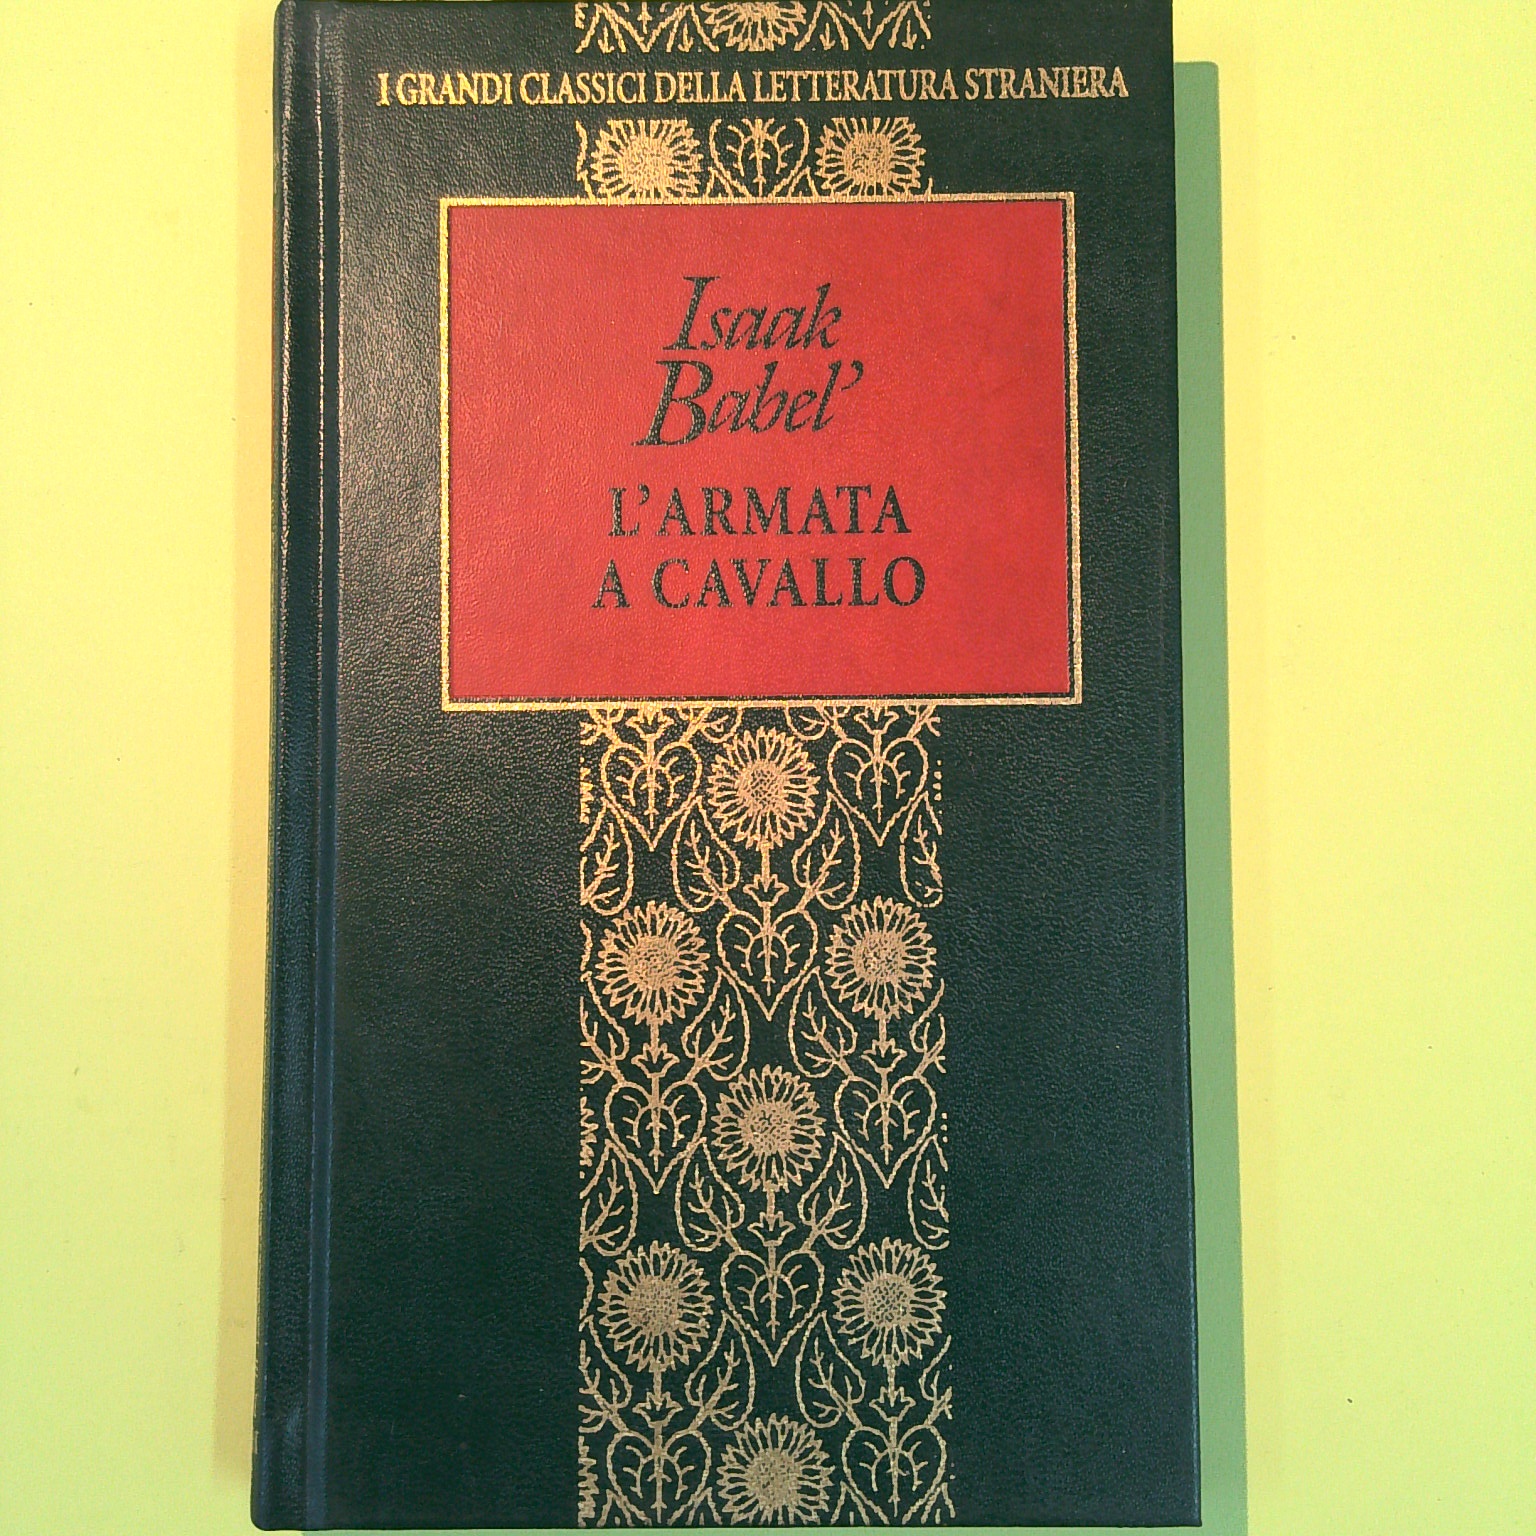 I GRANDI CLASSICI DELLA LETTERATURA STRANIERA
Isaak
Babel'
L'ARMATA
A CAVALLO